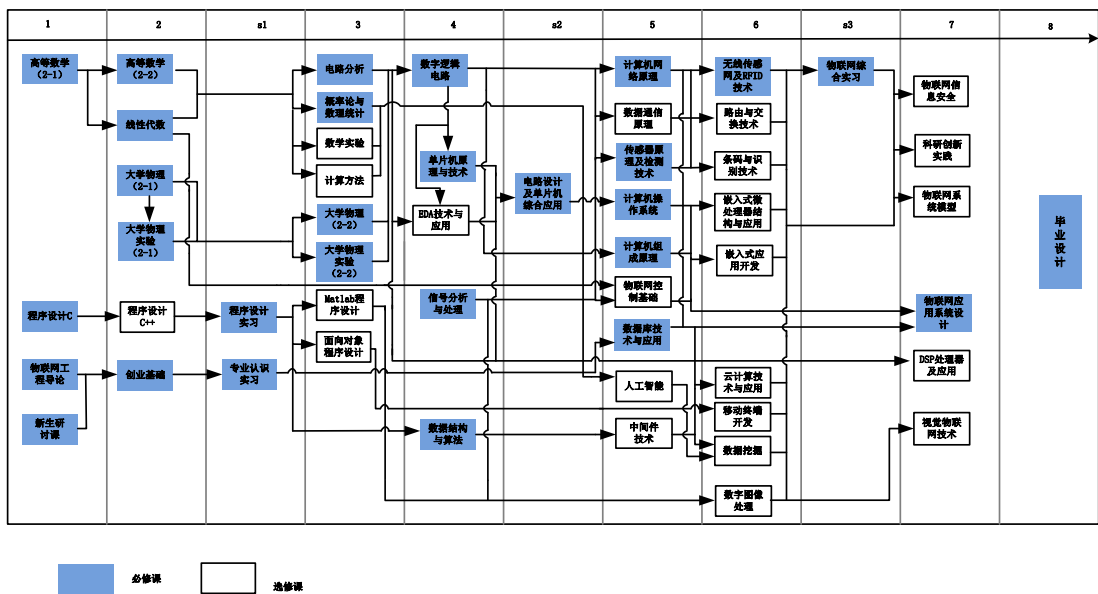 1
2
s1
3
4
s2
5
6
s3
7
8
高等数学
（2-1）
高等数学
（2-2）
线性代数
大学物理
（2-1）
大学物理
实验
（2-1）
程序设计C
程序设计
C++
物联网工
程导论
创业基础
新生研
讨课
程序设计
实习
专业认识
实习
电路分析
概率论与
数理统计
数学实验
计算方法
大学物理
（2-2）
大学物理
实验
（2-2）
Matlab程
序设计
面向对象
程序设计
数字逻辑
电路
单片机原
理与技术
EDA技术与
应用
信号分析
与处理
数据结构
与算法
电路设计
及单片机
综合应用
计算机网
络原理
数据通信
原理
传感器原
理及检测
技术
计算机操
作系统
计算机组
成原理
物联网控
制基础
数据库技
术与应用
人工智能
中间件
技术
无线传感
网及RFID
技术
路由与交
换技术
条码与识
别技术
嵌入式微
处理器结
构与应用
嵌入式应
用开发
云计算技
术与应用
移动终端
开发
数据挖掘
数字图像
处理
物联网综
合实习
物联网信
息安全
科研创新
实践
物联网系
统模型
物联网应
用系统设
计
DSP处理器
及应用
视觉物联
网技术
毕业设计
必修课
选修课